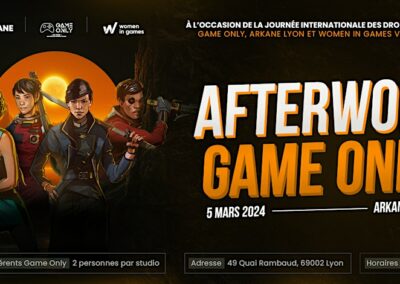 ANE
GAME ONLY
women in games
À L'OCCASION DE LA JOURNÉE INTERNATIONALE DES DRO
GAME ONLY, ARKANE LYON ET WOMEN IN GAMES V
AFTERWO
GAME ON
5 MARS 2024
ARKAN
érents Game Only 2 personnes par studio
Adresse 49 Quai Rambaud, 69002 Lyon
Horaires